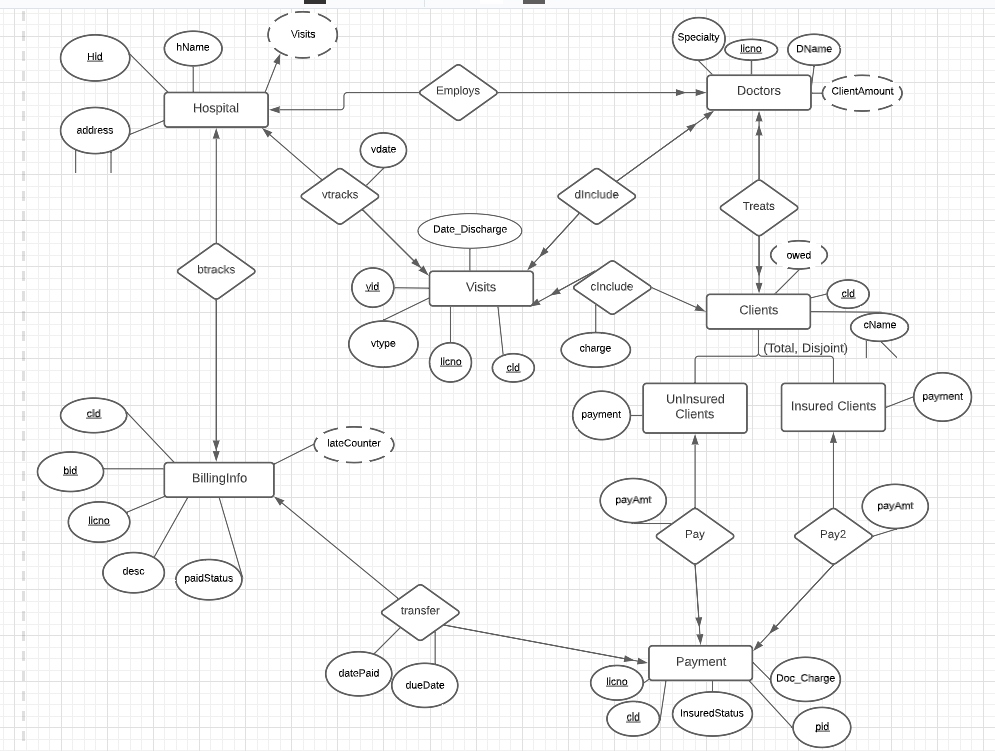 Visits
Specialty
licno
DName
HId
hName
Hospital
Employs
Doctors
ClientAmount
address
vdate
vtracks
dInclude
Treats
Date_Discharge
owed
btracks
vId
Visits
cInclude
cId
Clients
cName
vtype
licno
cId
charge
(Total, Disjoint)
UnInsured
Clients
Insured Clients
payment
payment
cId
lateCounter
bid
BillingInfo
licno
payAmt
payAmt
Pay
Pay2
desc
paidStatus
transfer
datePaid
dueDate
Payment
licno
Doc_Charge
cId
InsuredStatus
pid